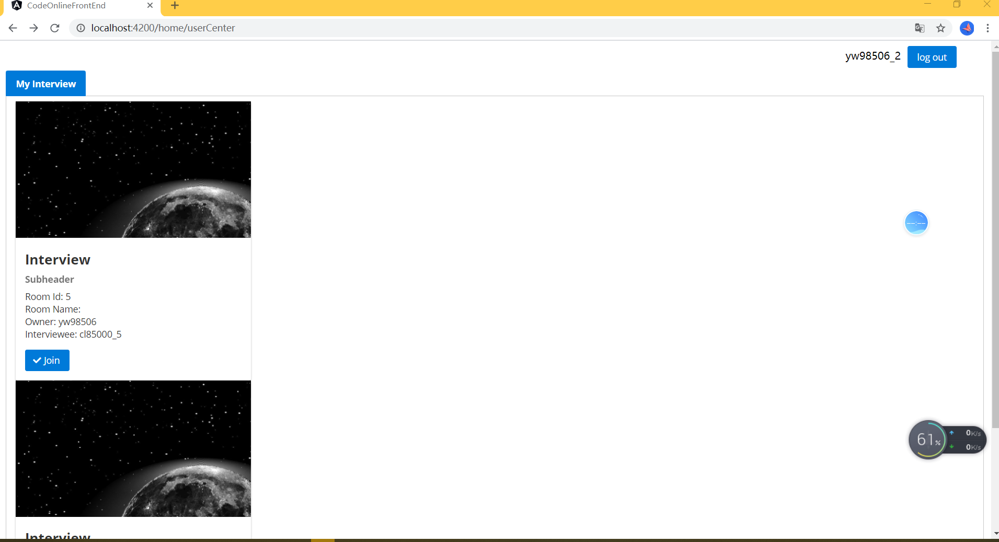 CodeOnlineFrontEnd
localhost:4200/home/userCenter
yw98506_2 log out
My Interview
Interview
Subheader
Room Id: 5
Room Name:
Owner: yw98506
Interviewee: cl85000_5
Join
--:--
61% 0K/s
0K/s
Interview